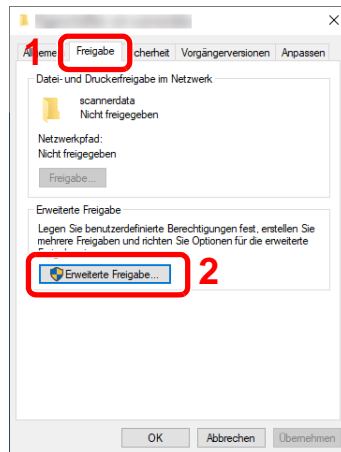 1
Freigabe
Vorgängerversionen
Anpassen
Datei- und Druckerfreigabe im Netzwerk
scannerdata
Nicht freigegeben
Netzwerkpfad:
Nicht freigegeben
Freigabe...
Erweiterte Freigabe
Legen Sie benutzerdefinierte Berechtigungen fest, erstellen Sie
mehrere Freigaben und richten Sie Optionen für die erweiterte
Erweiterte Freigabe...
2
OK
Abbrechen
Übernehmen